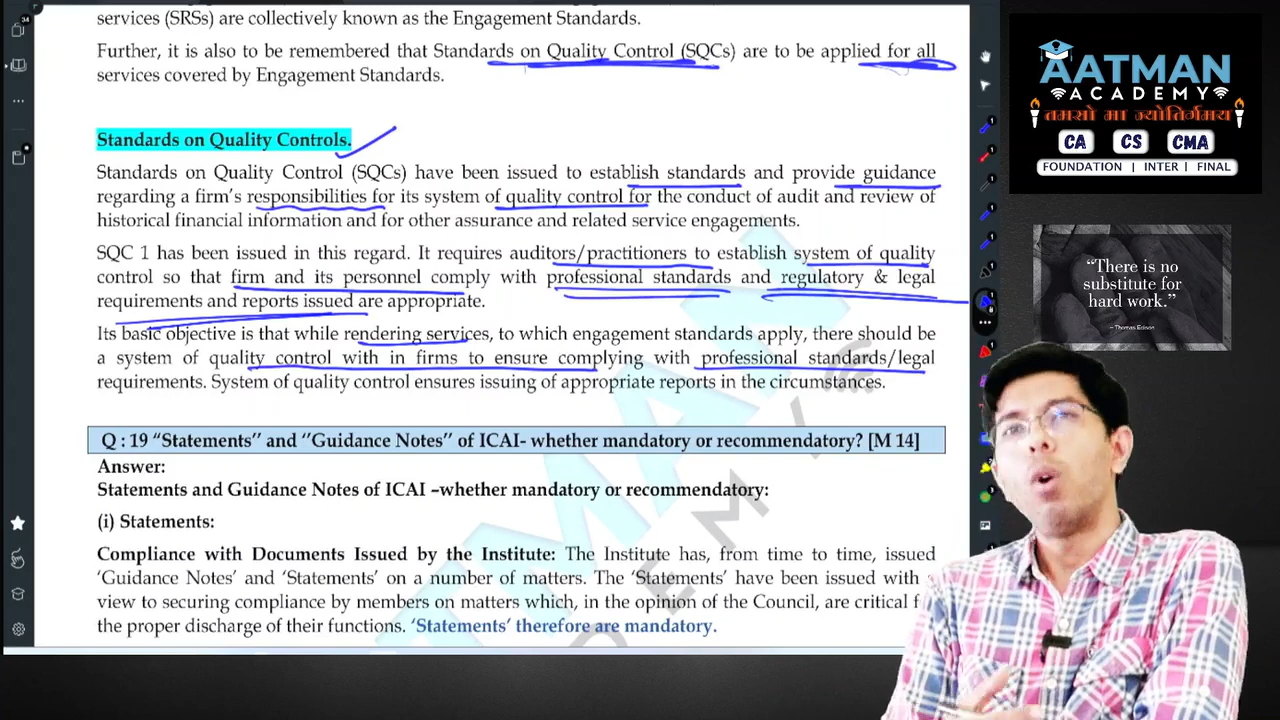 services (SRSs) are collectively known as the Engagement Standards.
Further, it is also to be remembered that Standards on Quality Control (SQCs) are to be applied for all
services covered by Engagement Standards.
Standards on Quality Controls.
Standards on Quality Control (SQCs) have been issued to establish standards and provide guidance
regarding a firm's responsibilities for its system of quality control for the conduct of audit and review of
historical financial information and for other assurance and related service engagements.
SQC 1 has been issued in this regard. It requires auditors/practitioners to establish system of quality
control so that firm and its personnel comply with professional standards and regulatory & legal
requirements and reports issued are appropriate.
Its basic objective is that while rendering services, to which engagement standards apply, there should be
a system of quality control with in firms to ensure complying with professional standards/legal
requirements. System of quality control ensures issuing of appropriate reports in the circumstances.
Q : 19 "Statements" and "Guidance Notes" of ICAI- whether mandatory or recommendatory? [M 14]
Answer:
Statements and Guidance Notes of ICAI –whether mandatory or recommendatory:
(i) Statements:
Compliance with Documents Issued by the Institute: The Institute has, from time to time, issued
'Guidance Notes' and 'Statements' on a number of matters. The 'Statements' have been issued with
view to securing compliance by members on matters which, in the opinion of the Council, are critical f
the proper discharge of their functions. 'Statements' therefore are mandatory.
AATMAN
ACADEMY
तमसो मा ज्योतिर्गमय
CA CS CMA
FOUNDATION | INTER | FINAL
"There is no
substitute for
hard work."
– Thomas Edison